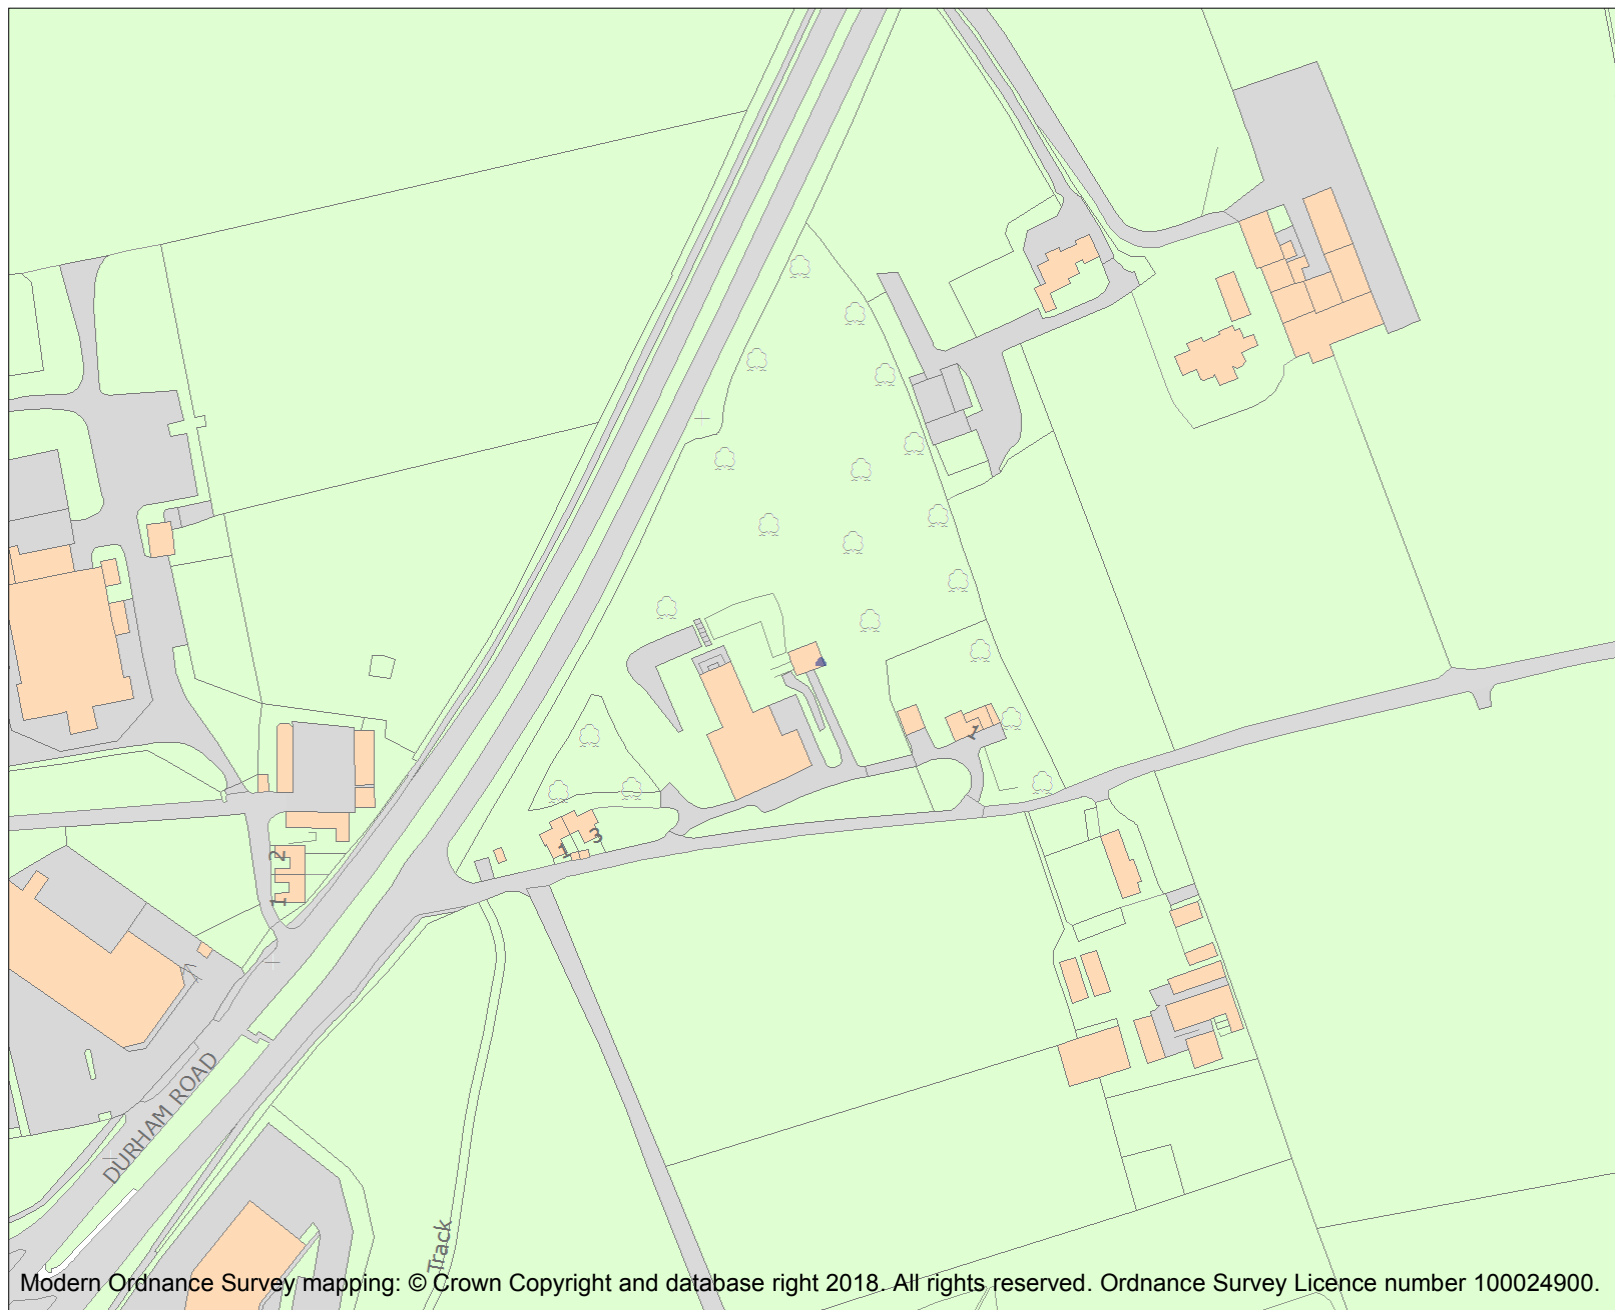 1
3
1
2
1
DURHAM ROAD
Track
Modern Ordnance Survey mapping: © Crown Copyright and database right 2018. All rights reserved. Ordnance Survey Licence number 100024900.